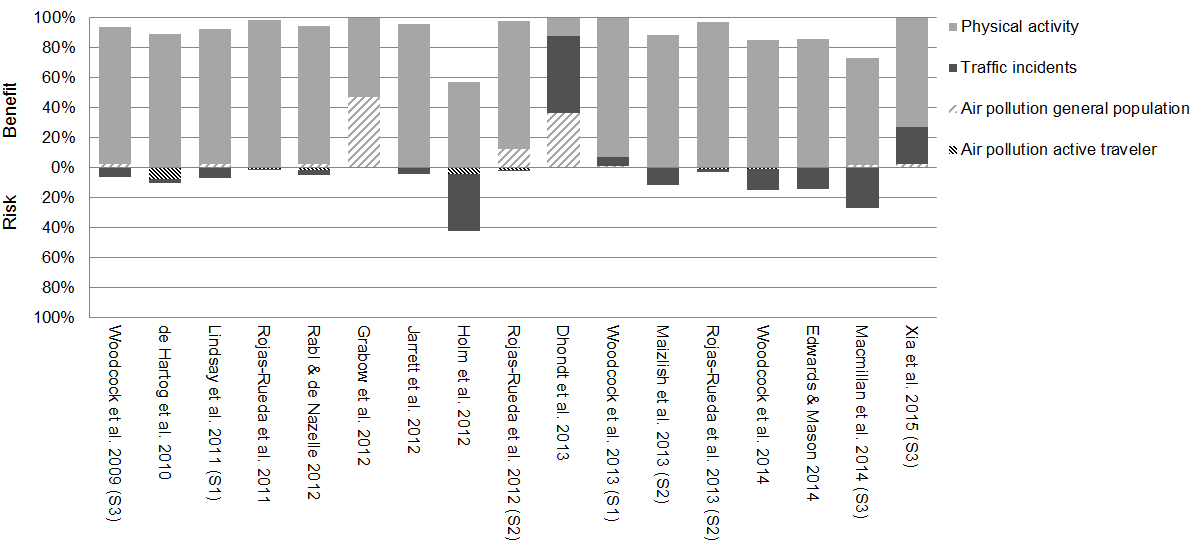 100%
80%
60%
40%
20%
0%
20%
40%
60%
80%
100%
Benefit
Risk
Physical activity
Traffic incidents
Air pollution general population
Air pollution active traveler
Woodcock et al. 2009 (S3)
de Hartog et al. 2010
Lindsay et al. 2011 (S1)
Rojas-Rueda et al. 2011
Rabl & de Nazelle 2012
Grabow et al. 2012
Jarrett et al. 2012
Holm et al. 2012
Rojas-Rueda et al. 2012 (S2)
Dhondt et al. 2013
Woodcock et al. 2013 (S1)
Maizlish et al. 2013 (S2)
Rojas-Rueda et al. 2013 (S2)
Woodcock et al. 2014
Edwards & Mason 2014
Macmillan et al. 2014 (S3)
Xia et al. 2015 (S3)